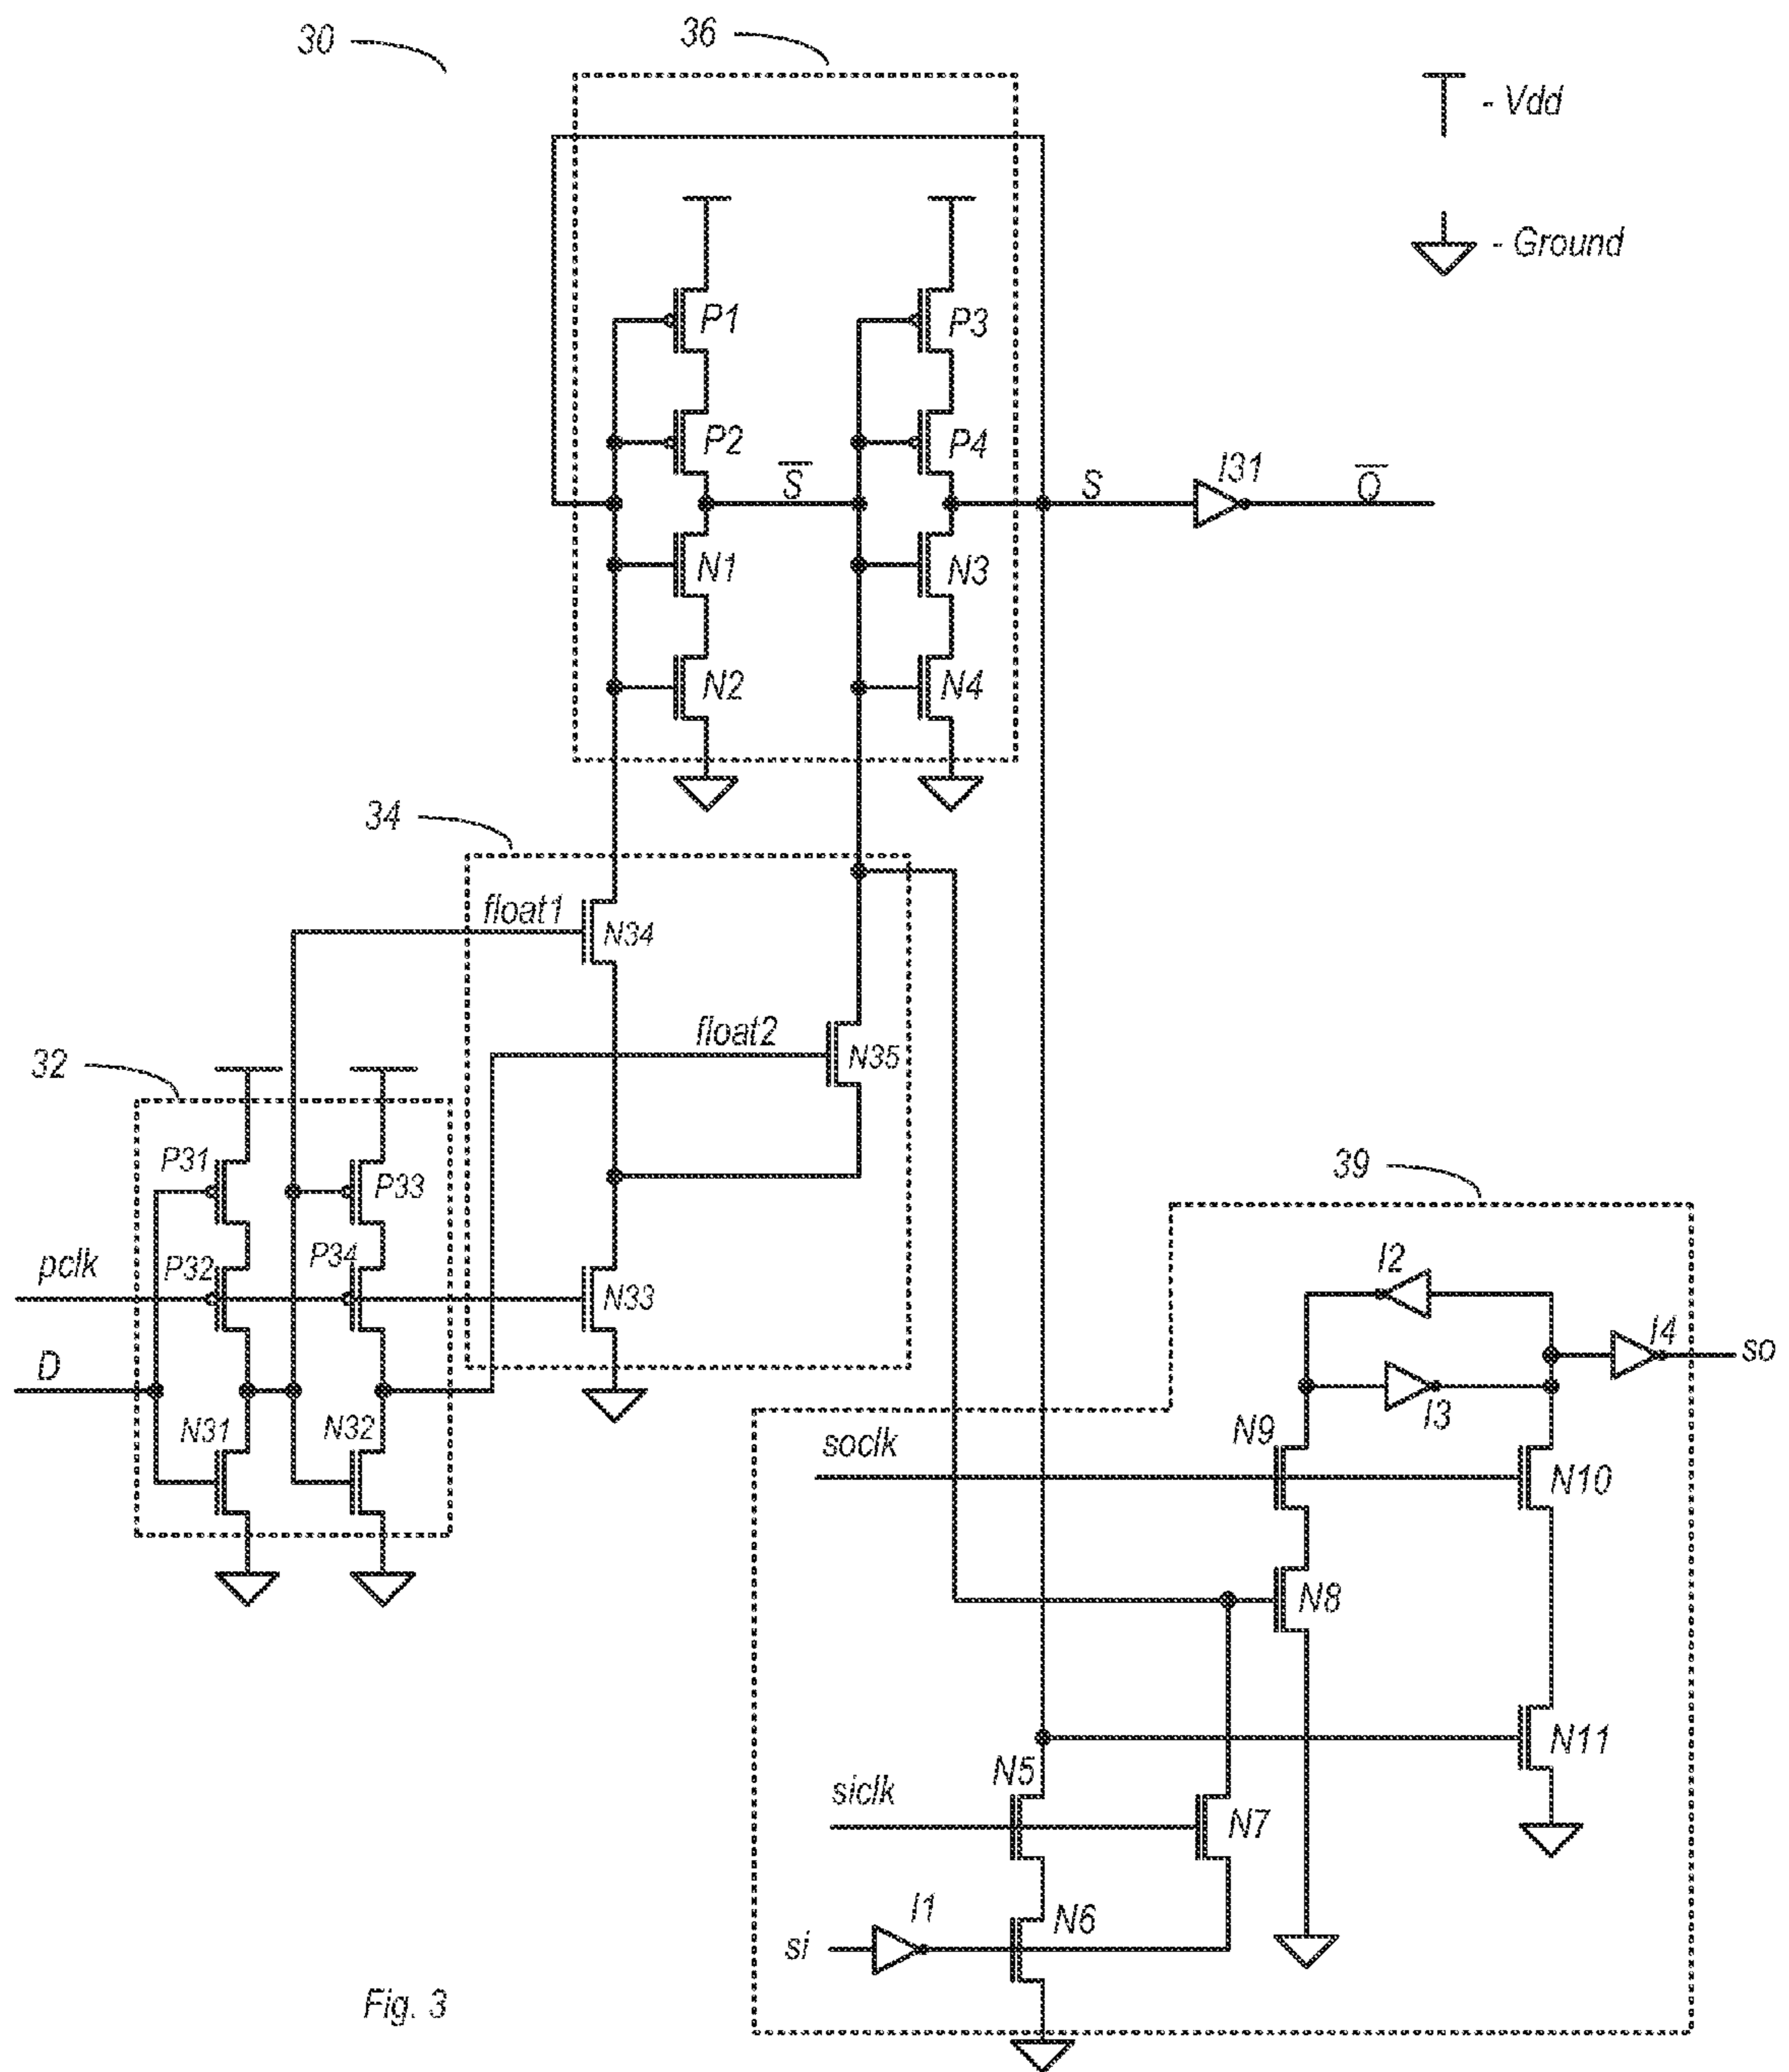 30
36
- Vdd
- Ground
P1
P3
P2
P4
S̅
S
I31
Q̅
N1
N3
N2
N4
34
float1
N34
float2
N35
32
P31
P33
pclk
P32
P34
N33
D
N31
N32
39
I2
I4
so
I3
N9
soclk
N10
N8
N11
N5
siclk
N7
I1
N6
si
Fig. 3